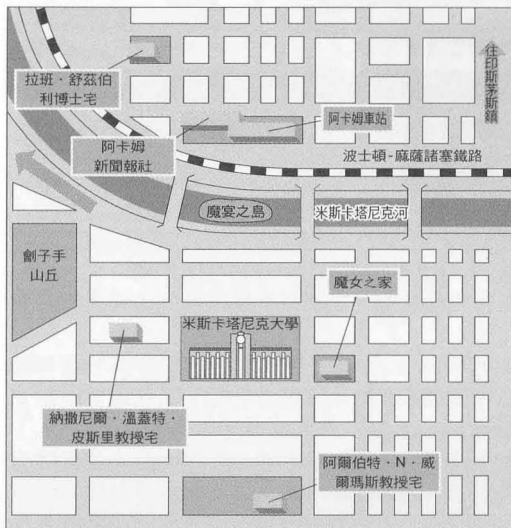 拉班·舒茲伯
利博士宅
阿卡姆車站
往印斯茅斯鎮
阿卡姆
新聞報社
波士頓-麻薩諸塞鐵路
魔宴之島
米斯卡塔尼克河
劊子手
山丘
魔女之家
米斯卡塔尼克大學
納撒尼爾·溫蓋特·
皮斯里教授宅
阿爾伯特·N·威
爾瑪斯教授宅